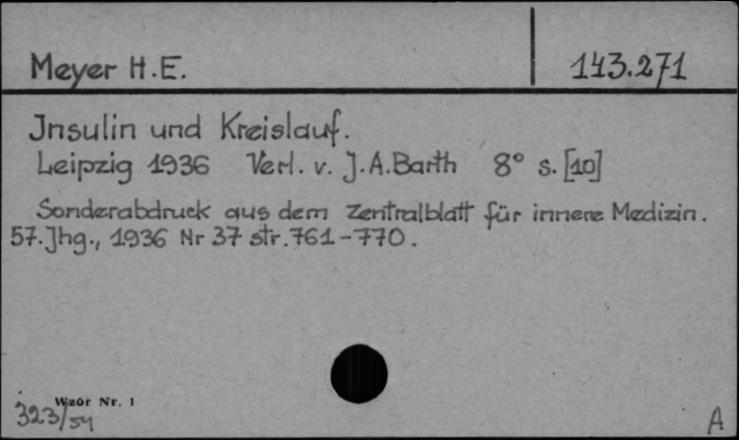 Meyer H.E.
143.271
Jnsulin und Kreislauf.
Leipzig 1936 Verl. v. J.A.Barth 8° s.[10]
Sonderabdruck aus dem Zentralblatt für innere Medizin.
57.Jhg., 1936 Nr 37 str.761-770.
Wzór Nr. 1
323/54
A